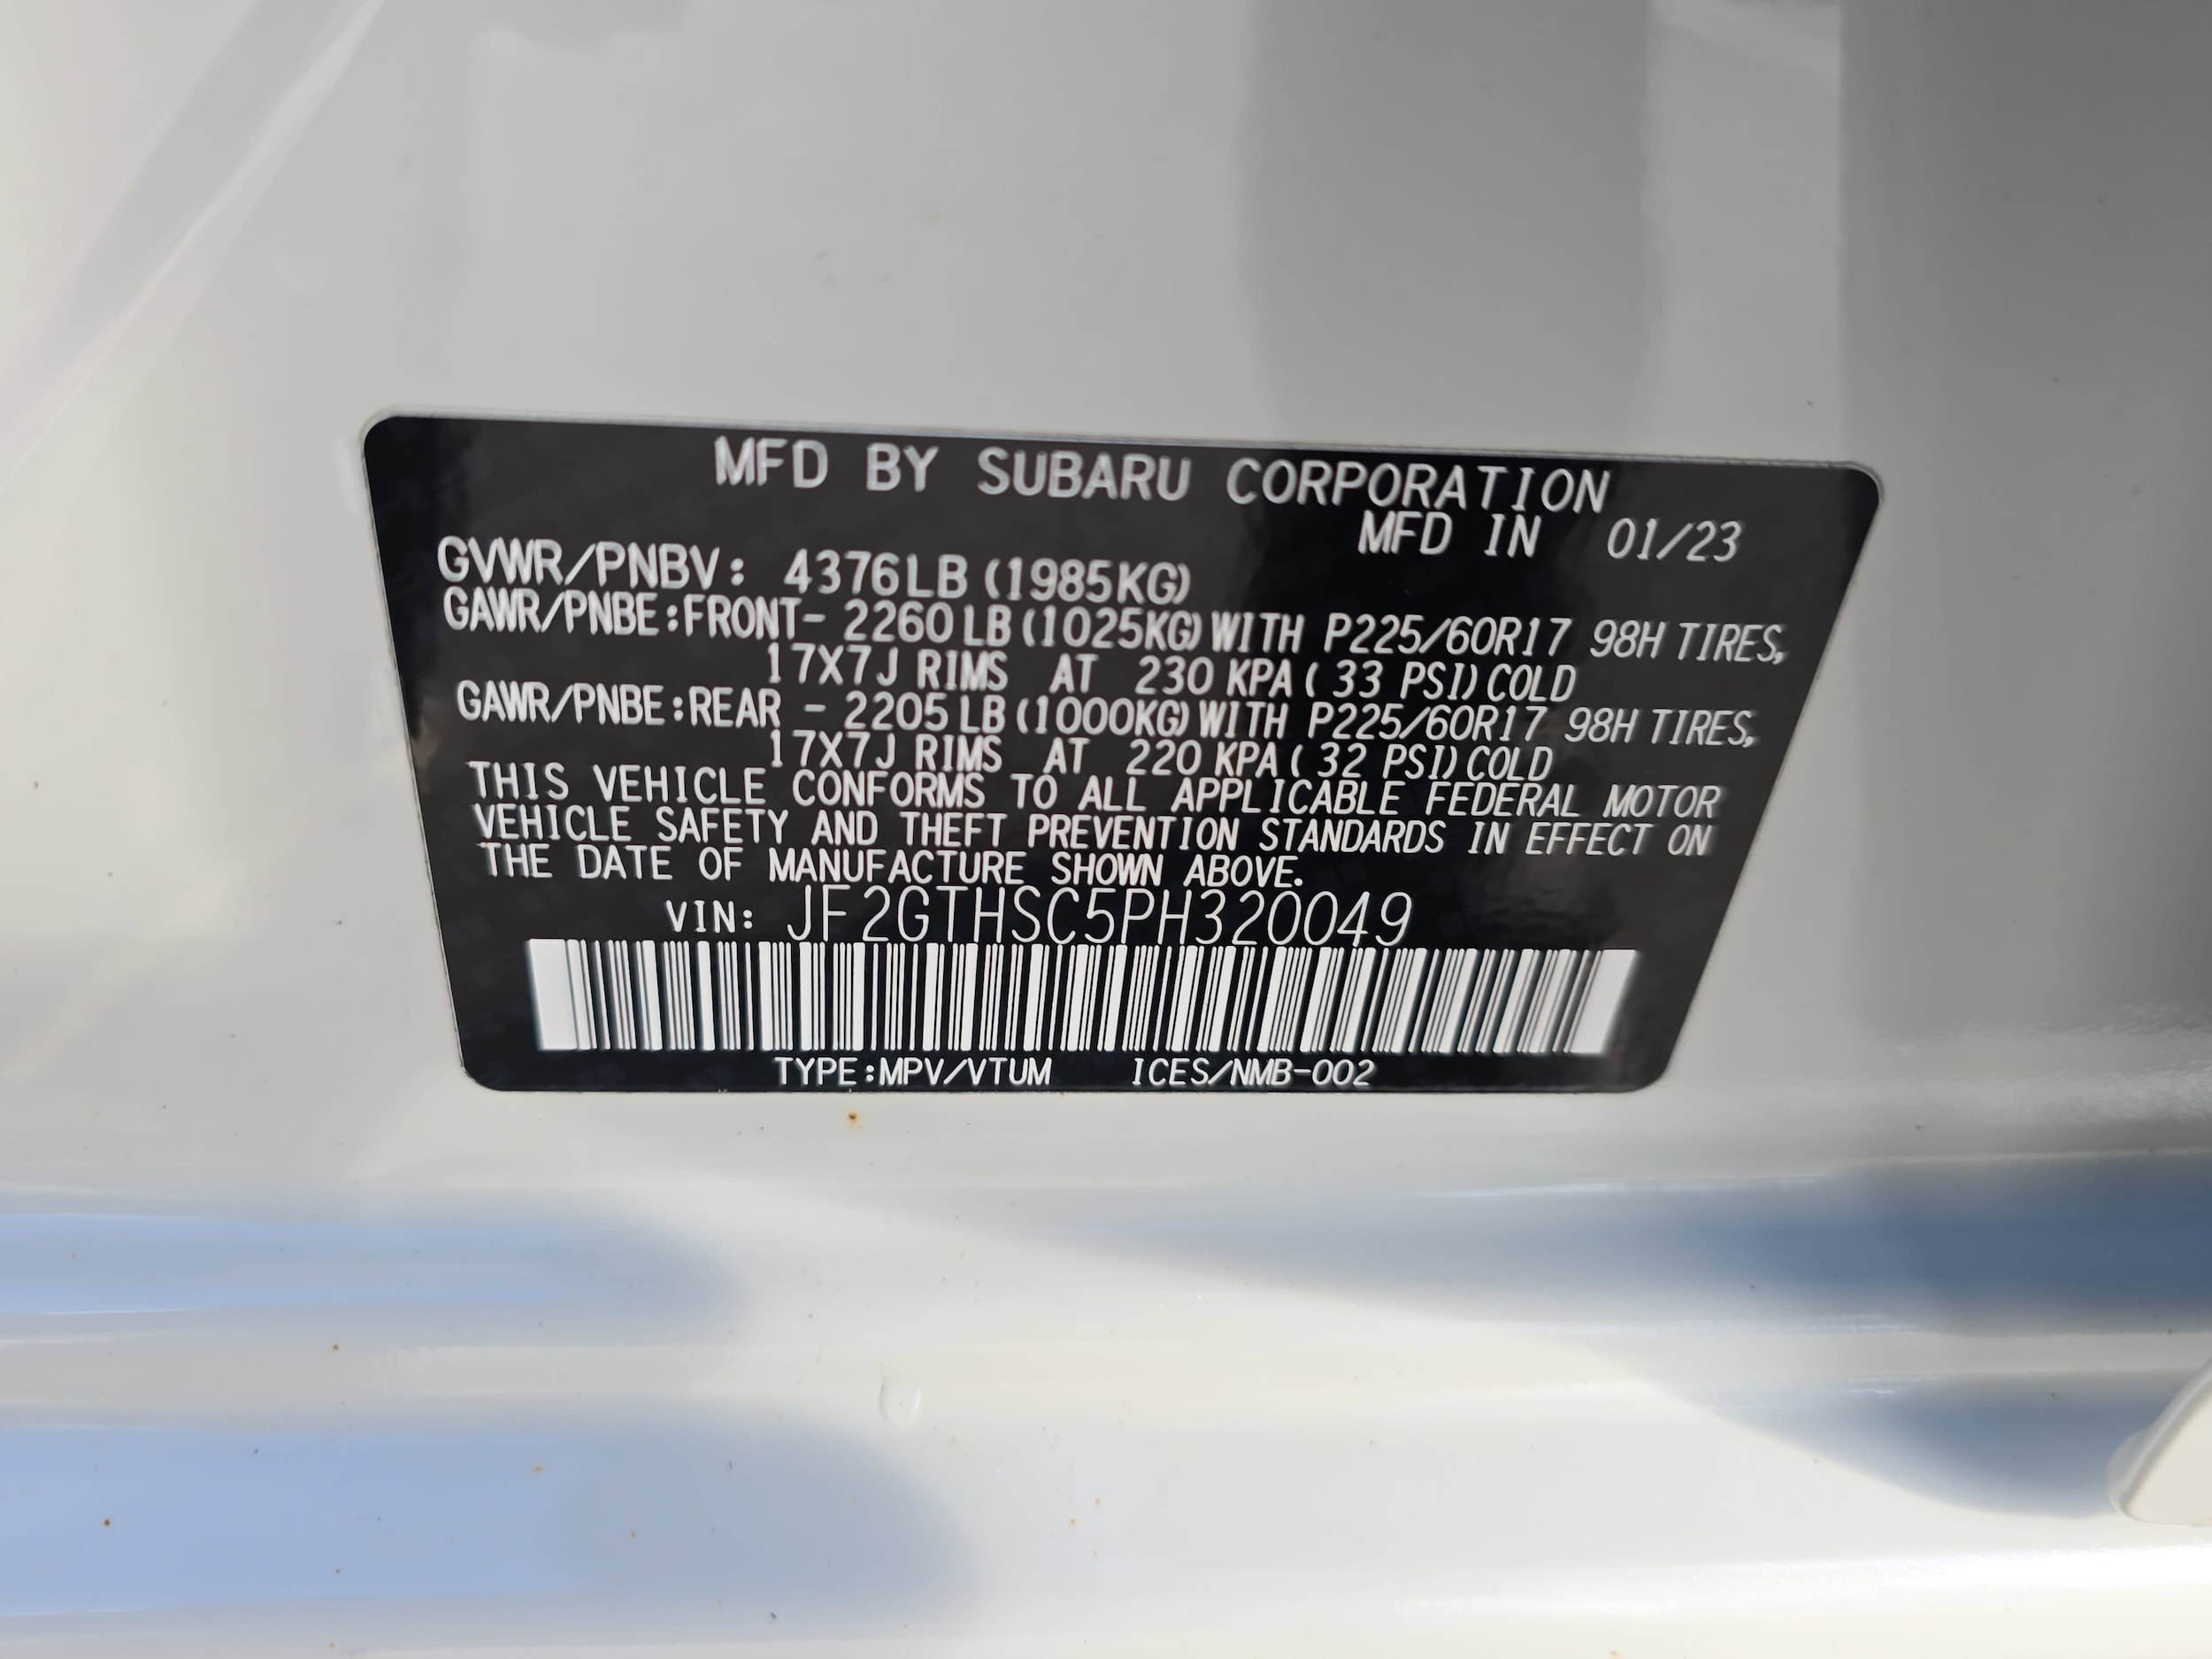 MFD BY SUBARU CORPORATION
MFD IN 01/23
GVWR/PNBV: 4376LB (1985KG)
GAWR/PNBE:FRONT- 2260LB (1025KG) WITH P225/60R17 98H TIRES,
17X7J RIMS AT 230 KPA ( 33 PSI) COLD
GAWR/PNBE:REAR - 2205LB (1000KG) WITH P225/60R17 98H TIRES,
17X7J RIMS AT 220 KPA ( 32 PSI) COLD
THIS VEHICLE CONFORMS TO ALL APPLICABLE FEDERAL MOTOR
VEHICLE SAFETY AND THEFT PREVENTION STANDARDS IN EFFECT ON
THE DATE OF MANUFACTURE SHOWN ABOVE.
VIN: JF2GTHSC5PH320049
TYPE:MPV/VTUM ICES/NMB-002